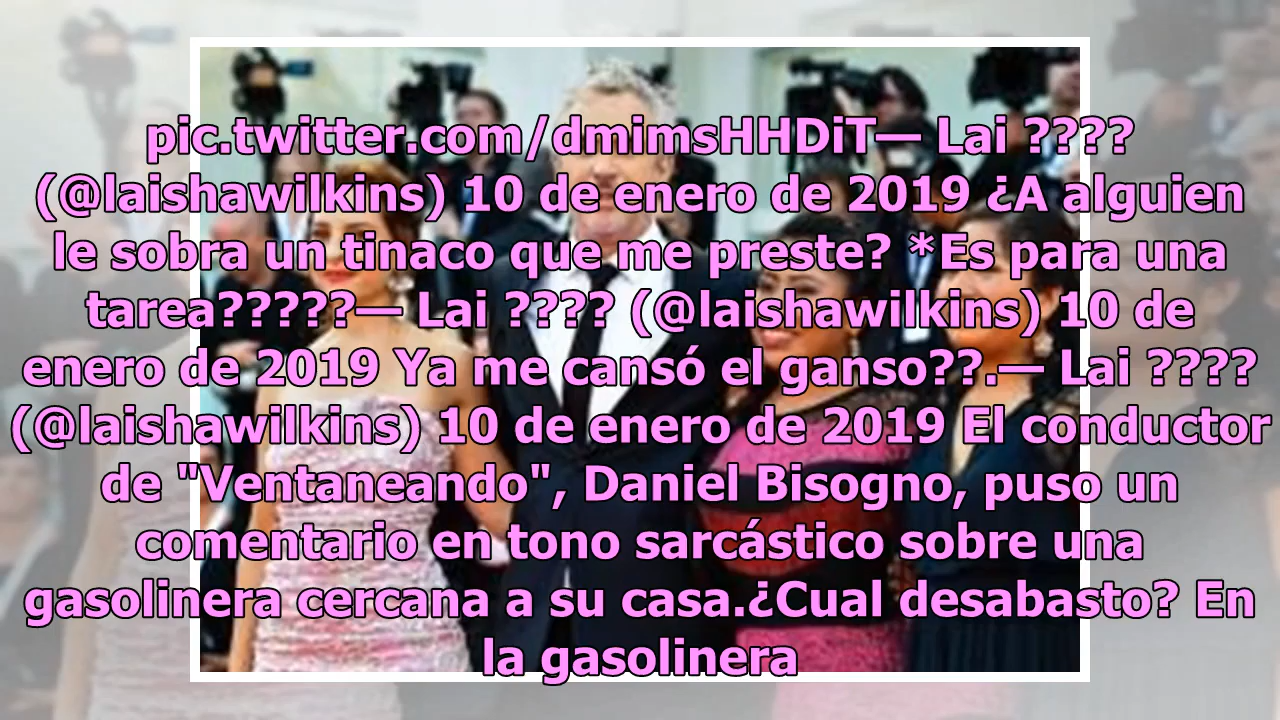 pic.twitter.com/dmimsHHDiT— Lai ????
(@laishawilkins) 10 de enero de 2019 ¿A alguien
le sobra un tinaco que me preste? *Es para una
tarea?????— Lai ???? (@laishawilkins) 10 de
enero de 2019 Ya me cansó el ganso??.— Lai ????
(@laishawilkins) 10 de enero de 2019 El conductor
de "Ventaneando", Daniel Bisogno, puso un
comentario en tono sarcástico sobre una
gasolinera cercana a su casa.¿Cual desabasto? En
la gasolinera